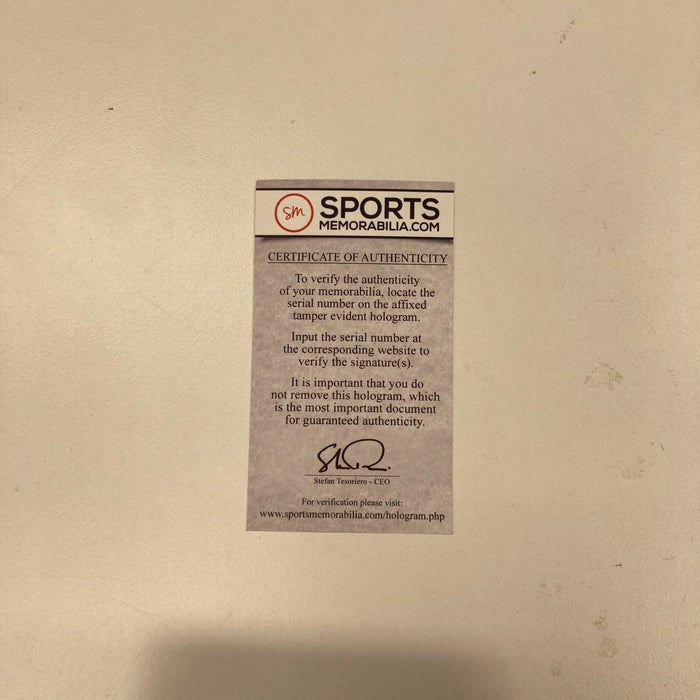 sm SPORTS
MEMORABILIA.COM
CERTIFICATE OF AUTHENTICITY
To verify the authenticity
of your memorabilia, locate the
serial number on the affixed
tamper evident hologram.
Input the serial number at
the corresponding website to
verify the signature(s).
It is important that you do
not remove this hologram, which
is the most important document
for guaranteed authenticity.
Stefan Tesoriero - CEO
For verification please visit:
www.sportsmemorabilia.com/hologram.php